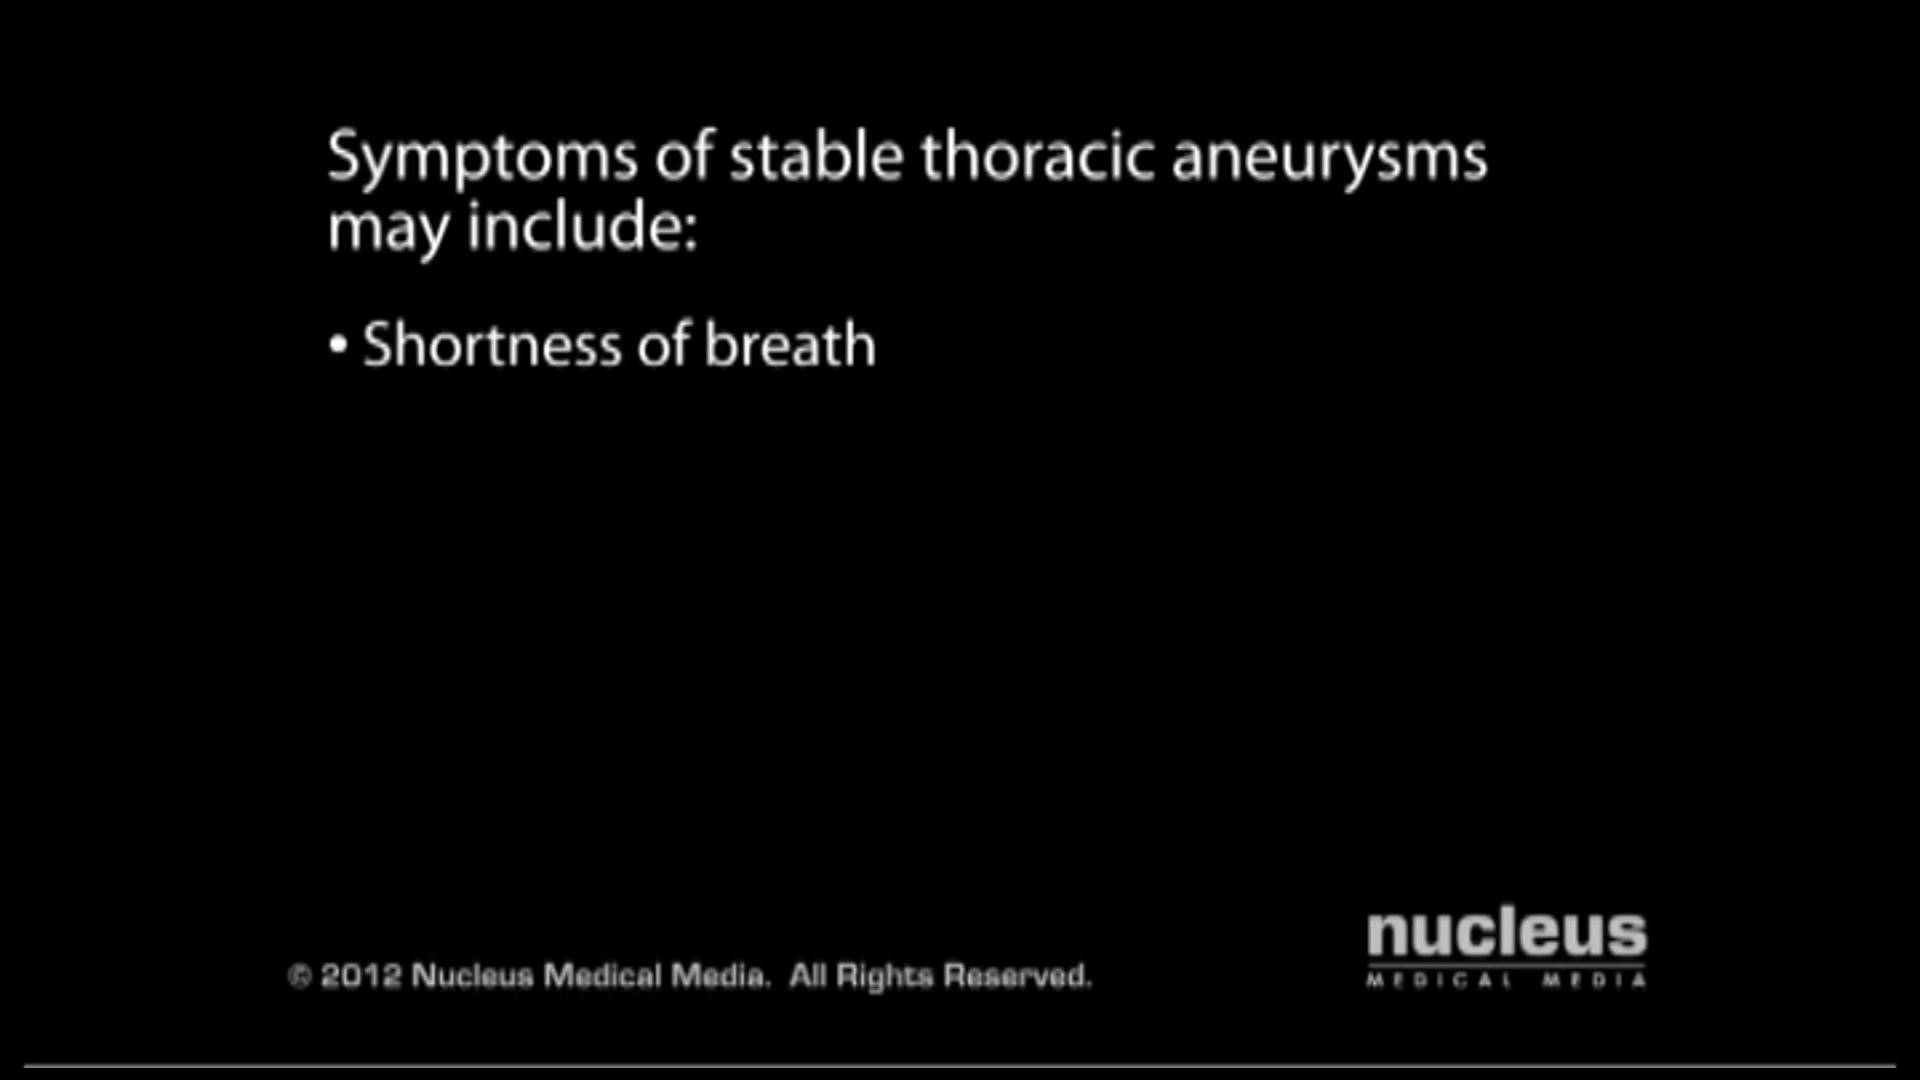 Symptoms of stable thoracic aneurysms
may include:
• Shortness of breath
© 2012 Nucleus Medical Media. All Rights Reserved.
nucleus
MEDICAL MEDIA